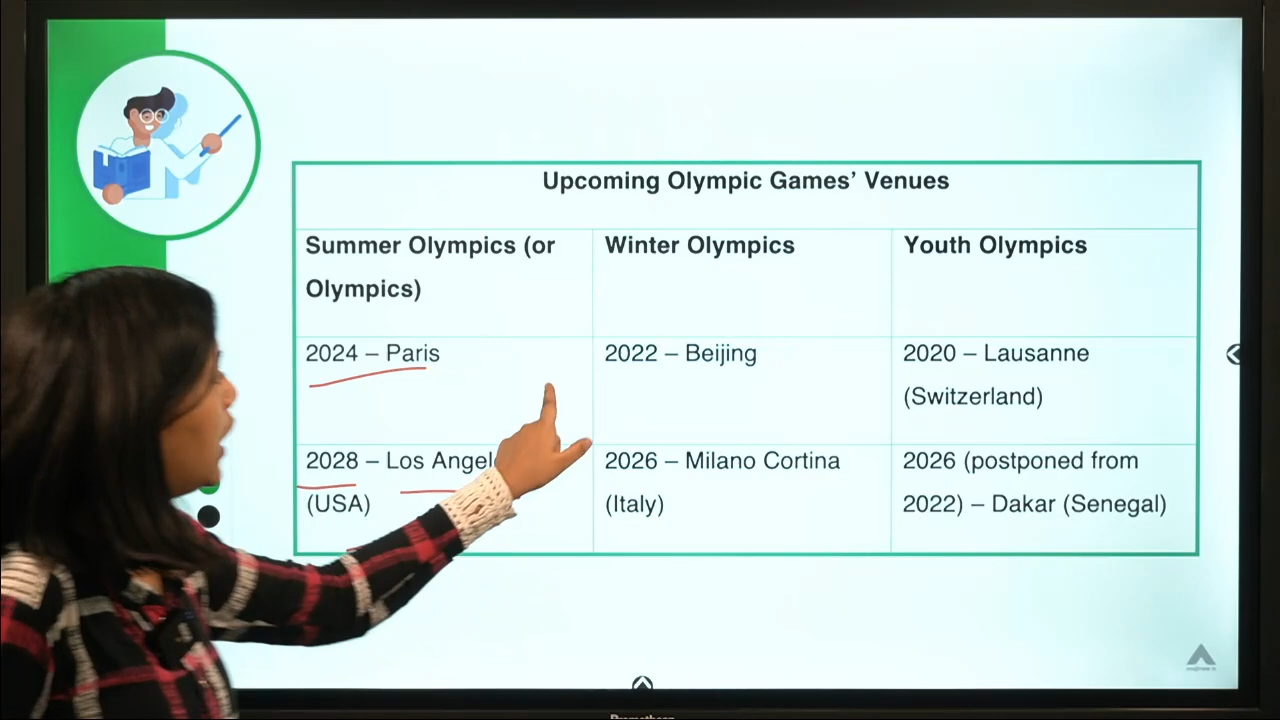 Upcoming Olympic Games’ Venues
Summer Olympics (or
Olympics)
Winter Olympics
Youth Olympics
2024 – Paris
2022 – Beijing
2020 – Lausanne
(Switzerland)
2028 – Los Angel
(USA)
2026 – Milano Cortina
(Italy)
2026 (postponed from
2022) – Dakar (Senegal)